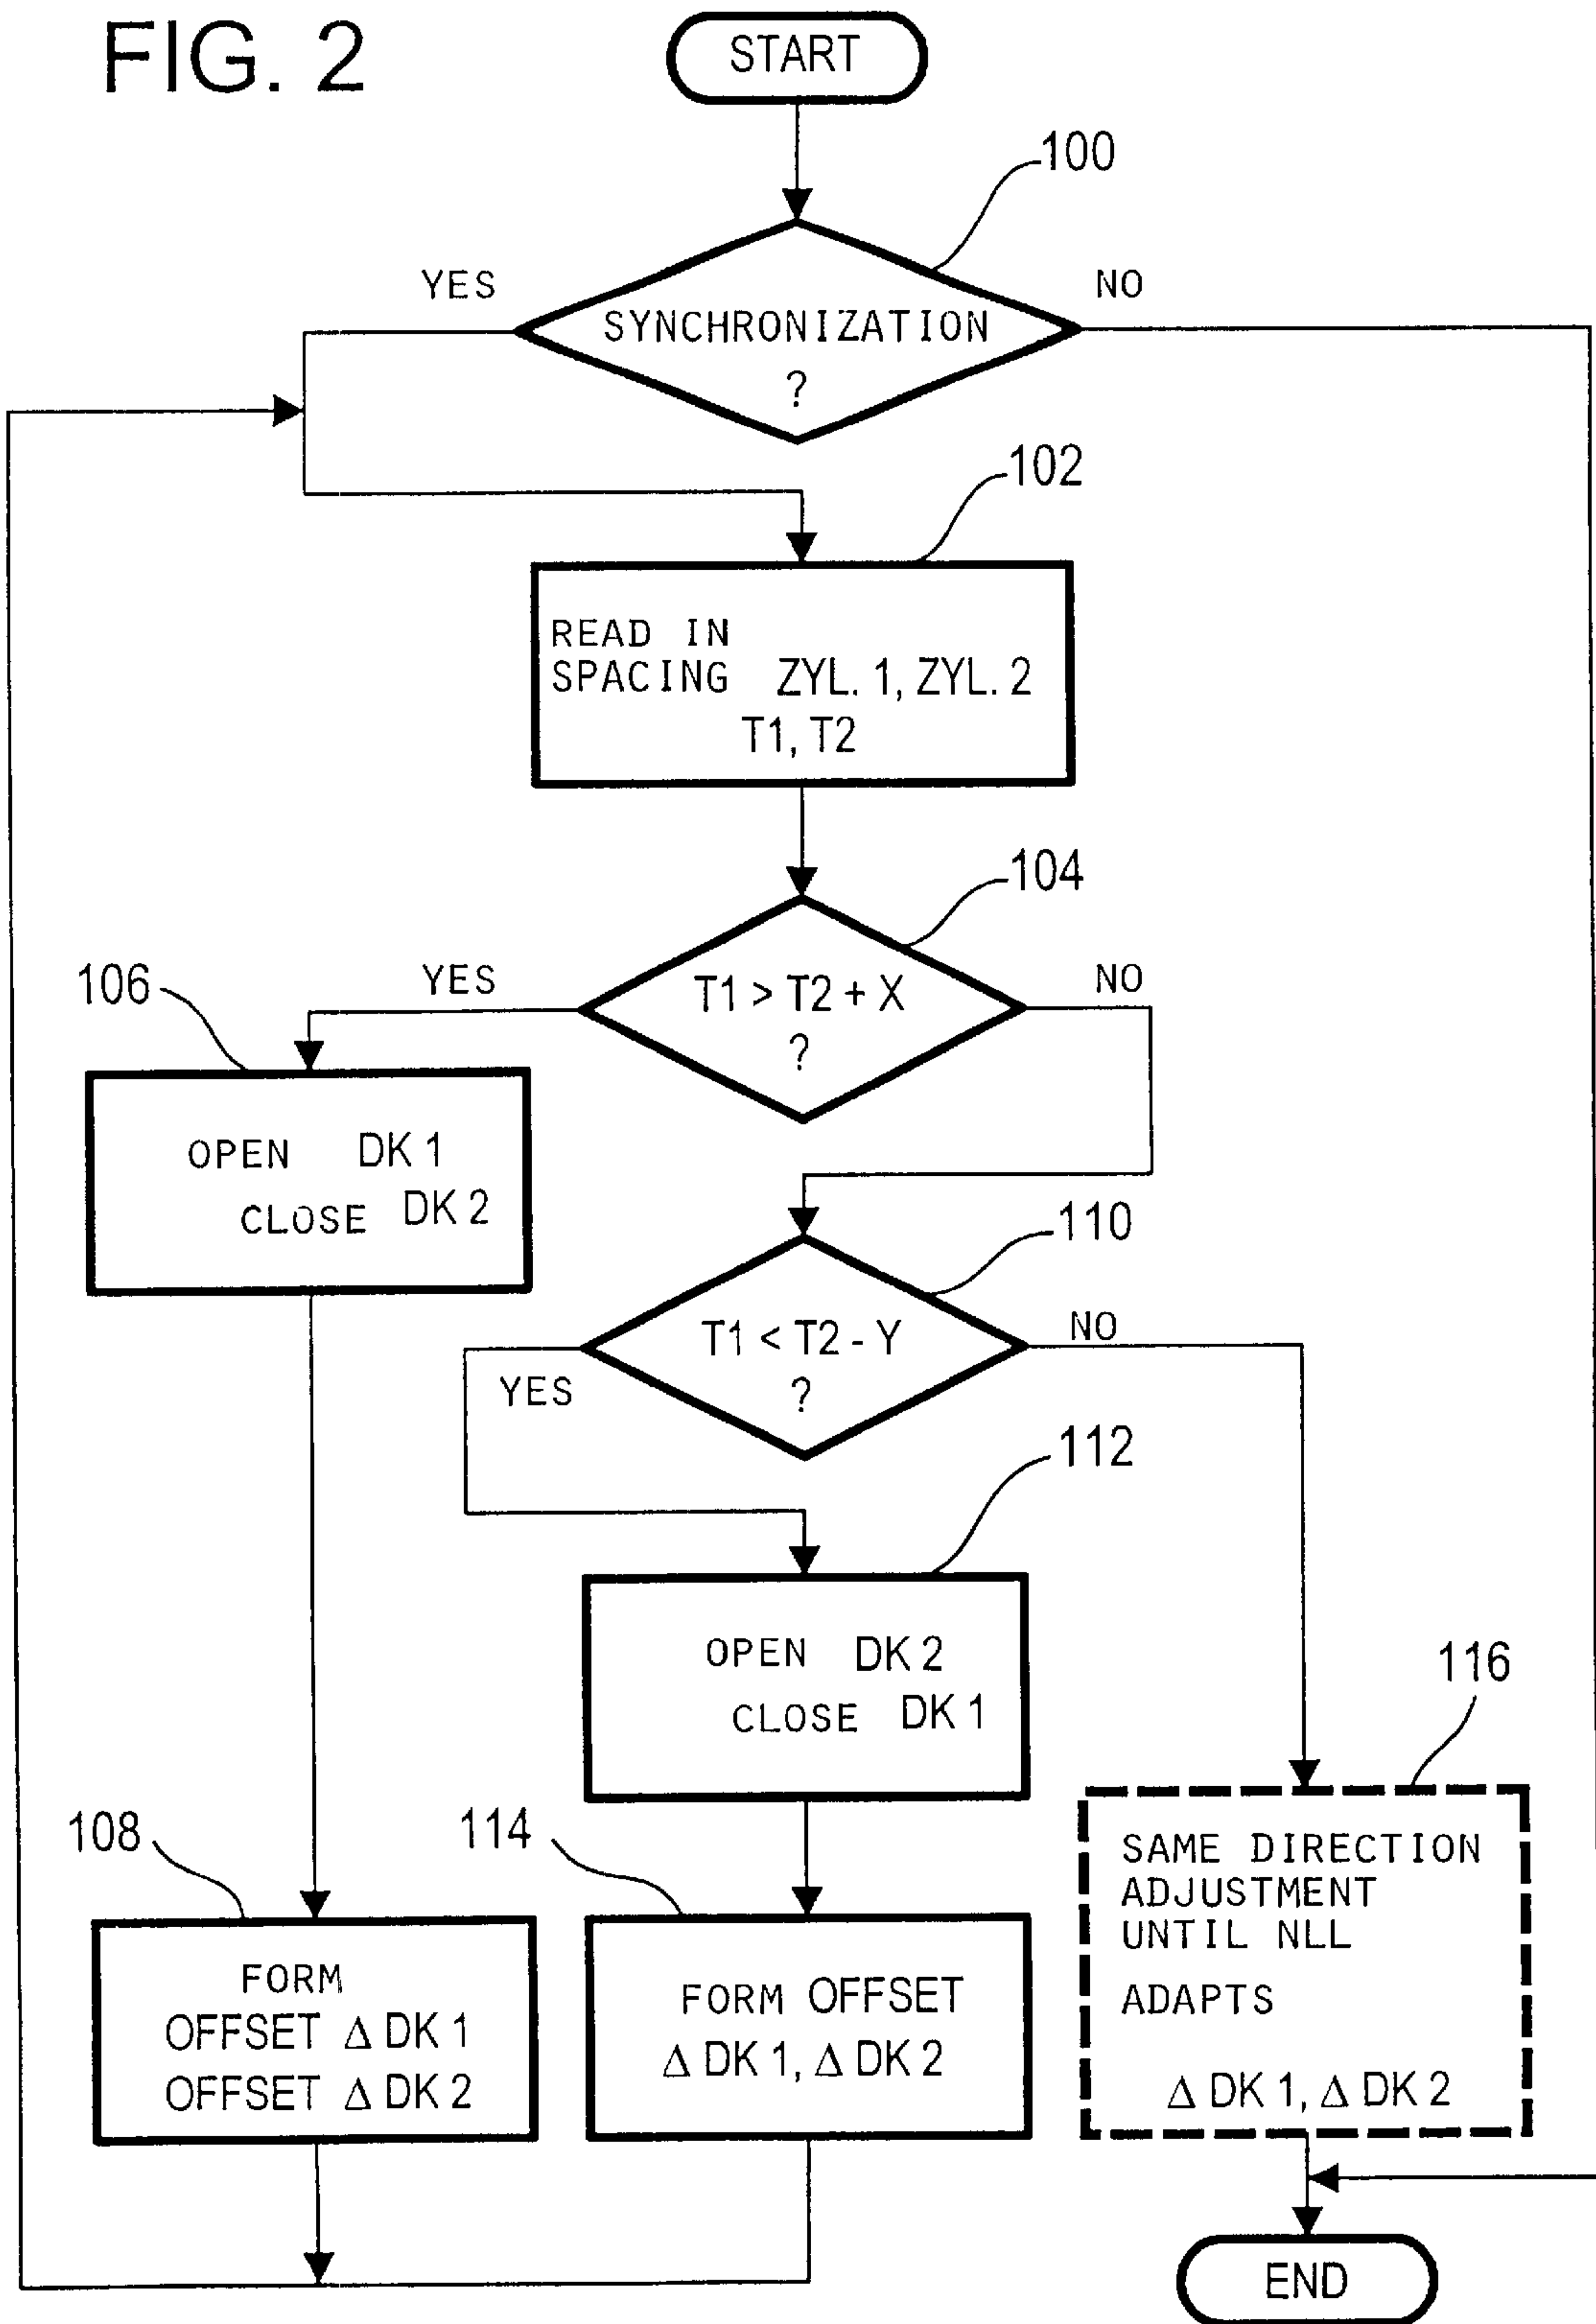 FIG. 2
START
100
YES
NO
SYNCHRONIZATION
?
102
READ IN
SPACING ZYL. 1, ZYL. 2
T1, T2
104
YES
NO
T1 > T2 + X
?
106
OPEN DK 1
CLOSE DK 2
110
T1 < T2 - Y
?
YES
NO
112
OPEN DK 2
CLOSE DK 1
116
SAME DIRECTION
ADJUSTMENT
UNTIL NLL
ADAPTS
Δ DK 1, Δ DK 2
108
FORM
OFFSET Δ DK 1
OFFSET Δ DK 2
114
FORM OFFSET
Δ DK 1, Δ DK 2
END